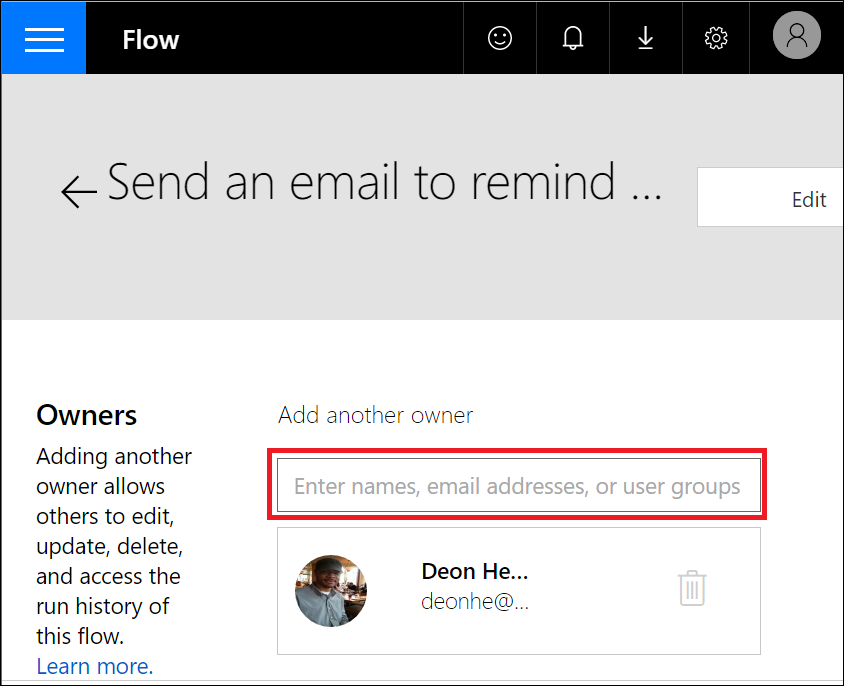 Flow
Send an email to remind ...
Edit
Owners
Adding another
owner allows
others to edit,
update, delete,
and access the
run history of
this flow.
Learn more.
Add another owner
Enter names, email addresses, or user groups
Deon He...
deonhe@...